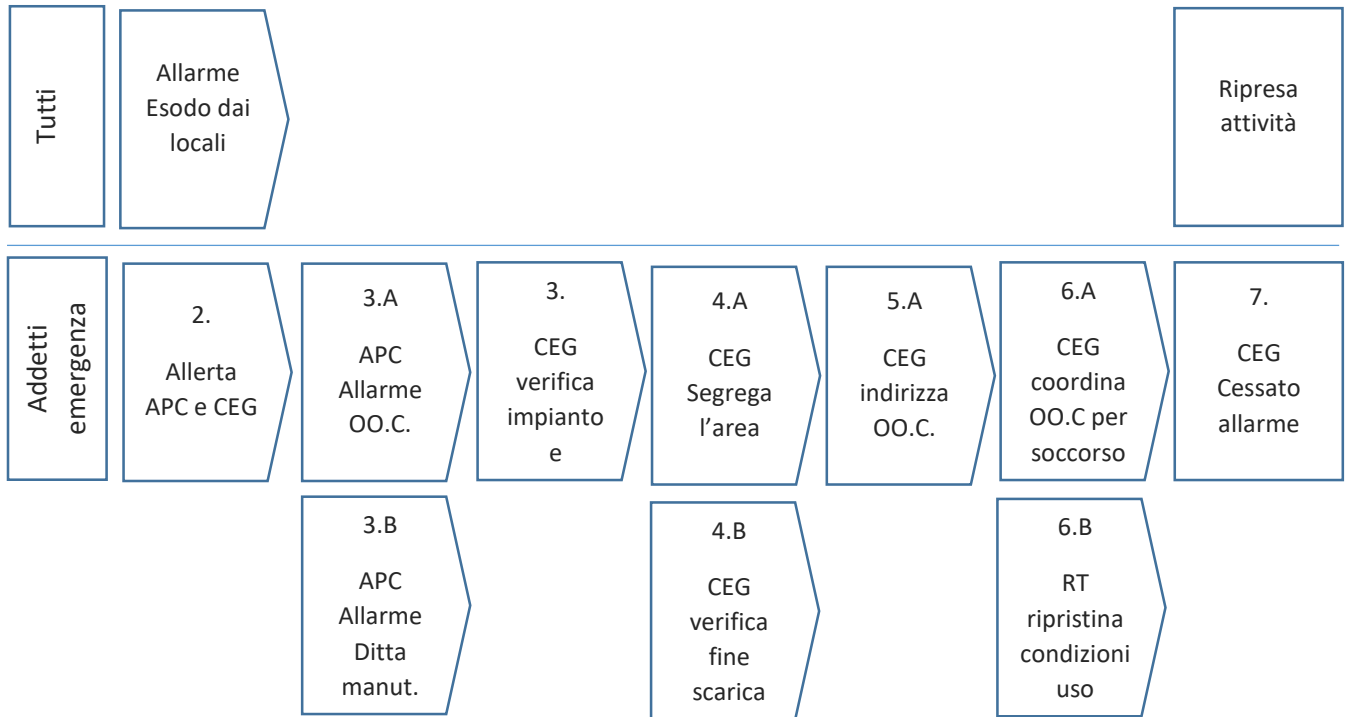 Tutti
Allarme
Esodo dai
locali
Ripresa
attività
Addetti
emergenza
2.
Allerta
APC e CEG
3.A
APC
Allarme
OO.C.
3.
CEG
verifica
impianto
e
4.A
CEG
Segrega
l’area
5.A
CEG
indirizza
OO.C.
6.A
CEG
coordina
OO.C per
soccorso
7.
CEG
Cessato
allarme
3.B
APC
Allarme
Ditta
manut.
4.B
CEG
verifica
fine
scarica
6.B
RT
ripristina
condizioni
uso